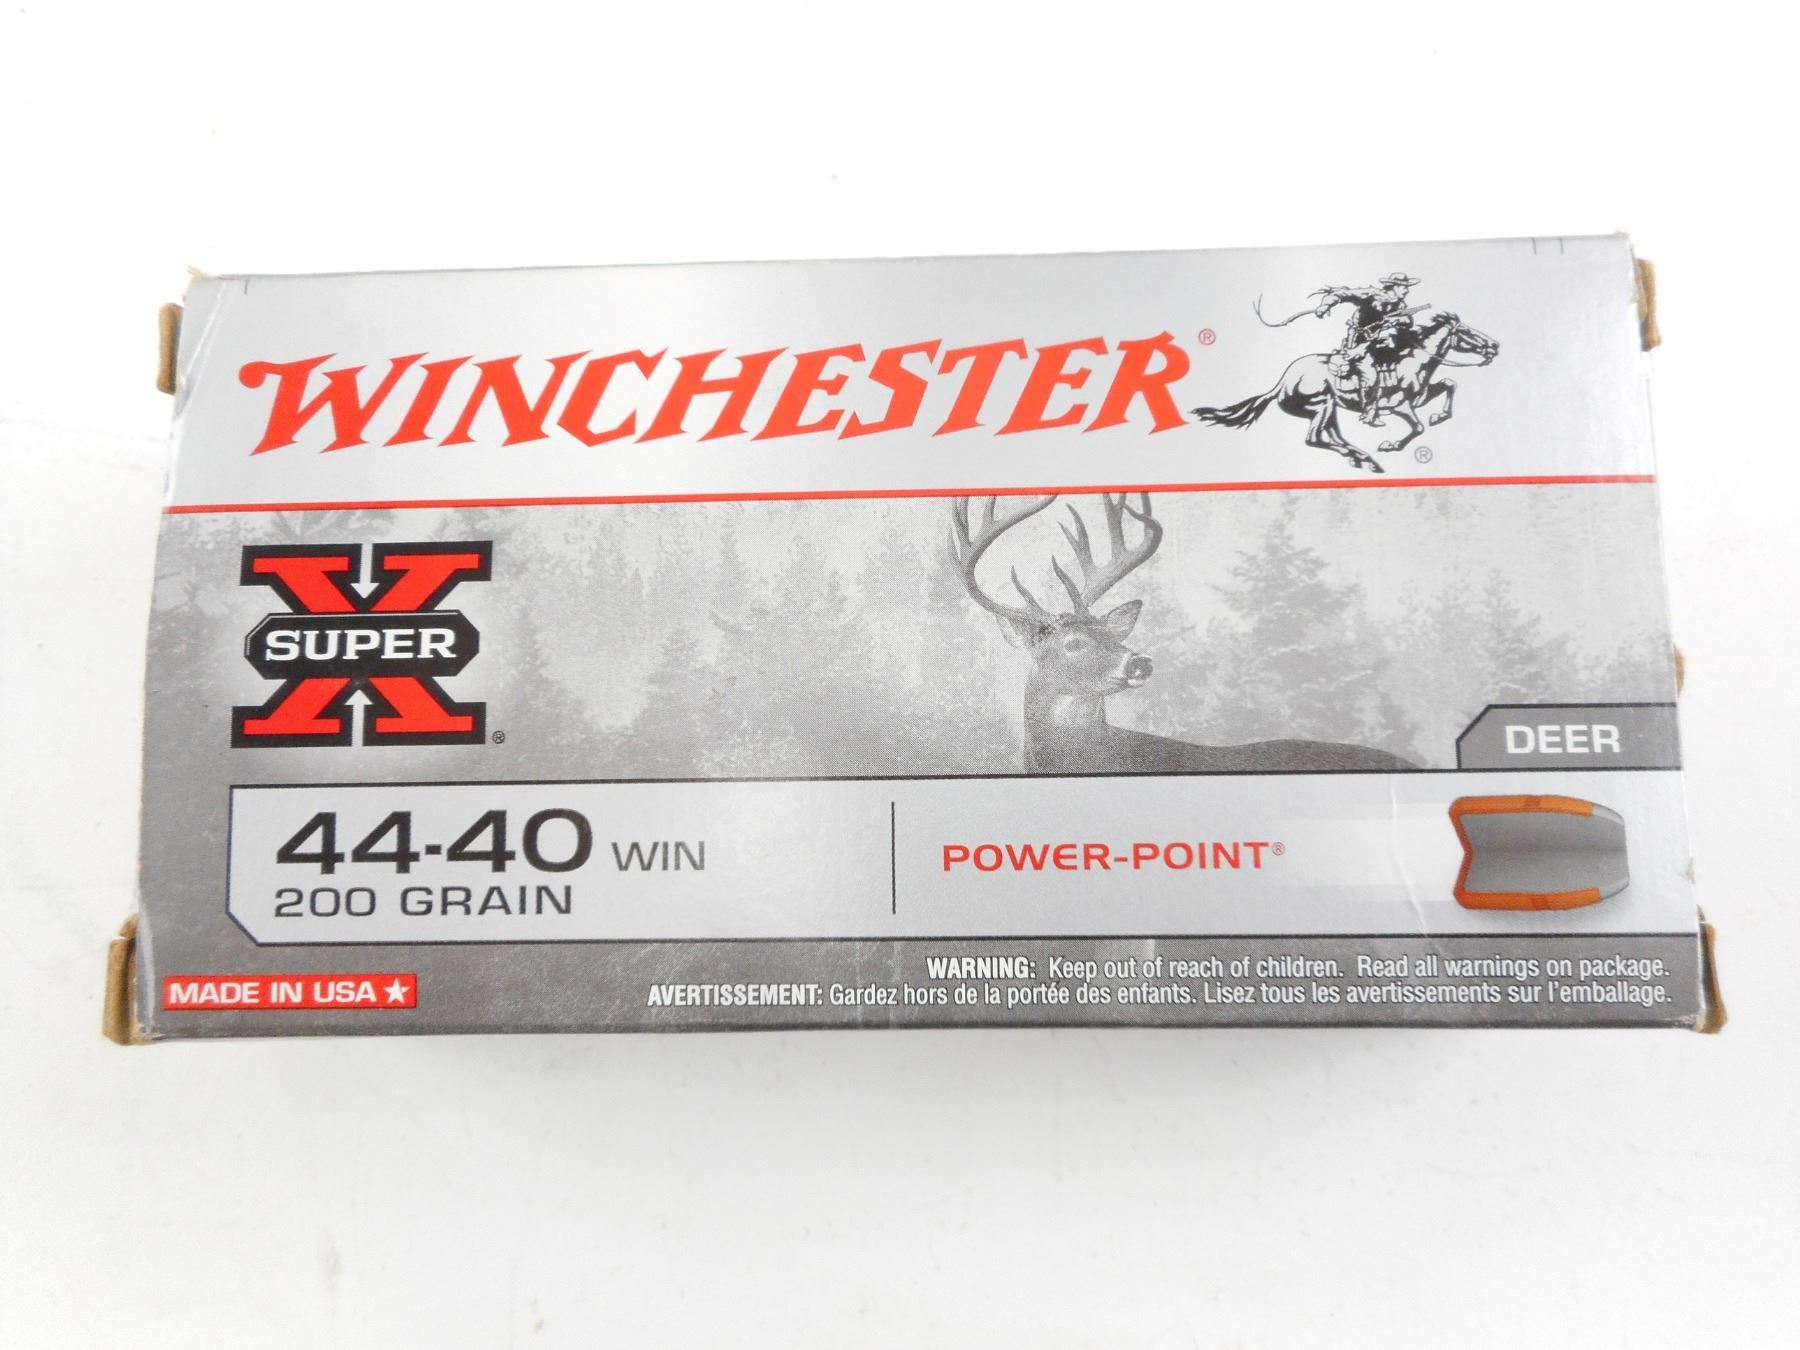 WINCHESTER®
®
X
SUPER
®
DEER
44-40 WIN
200 GRAIN
POWER-POINT®
MADE IN USA
WARNING: Keep out of reach of children. Read all warnings on package.
AVERTISSEMENT: Gardez hors de la portée des enfants. Lisez tous les avertissements sur l'emballage.